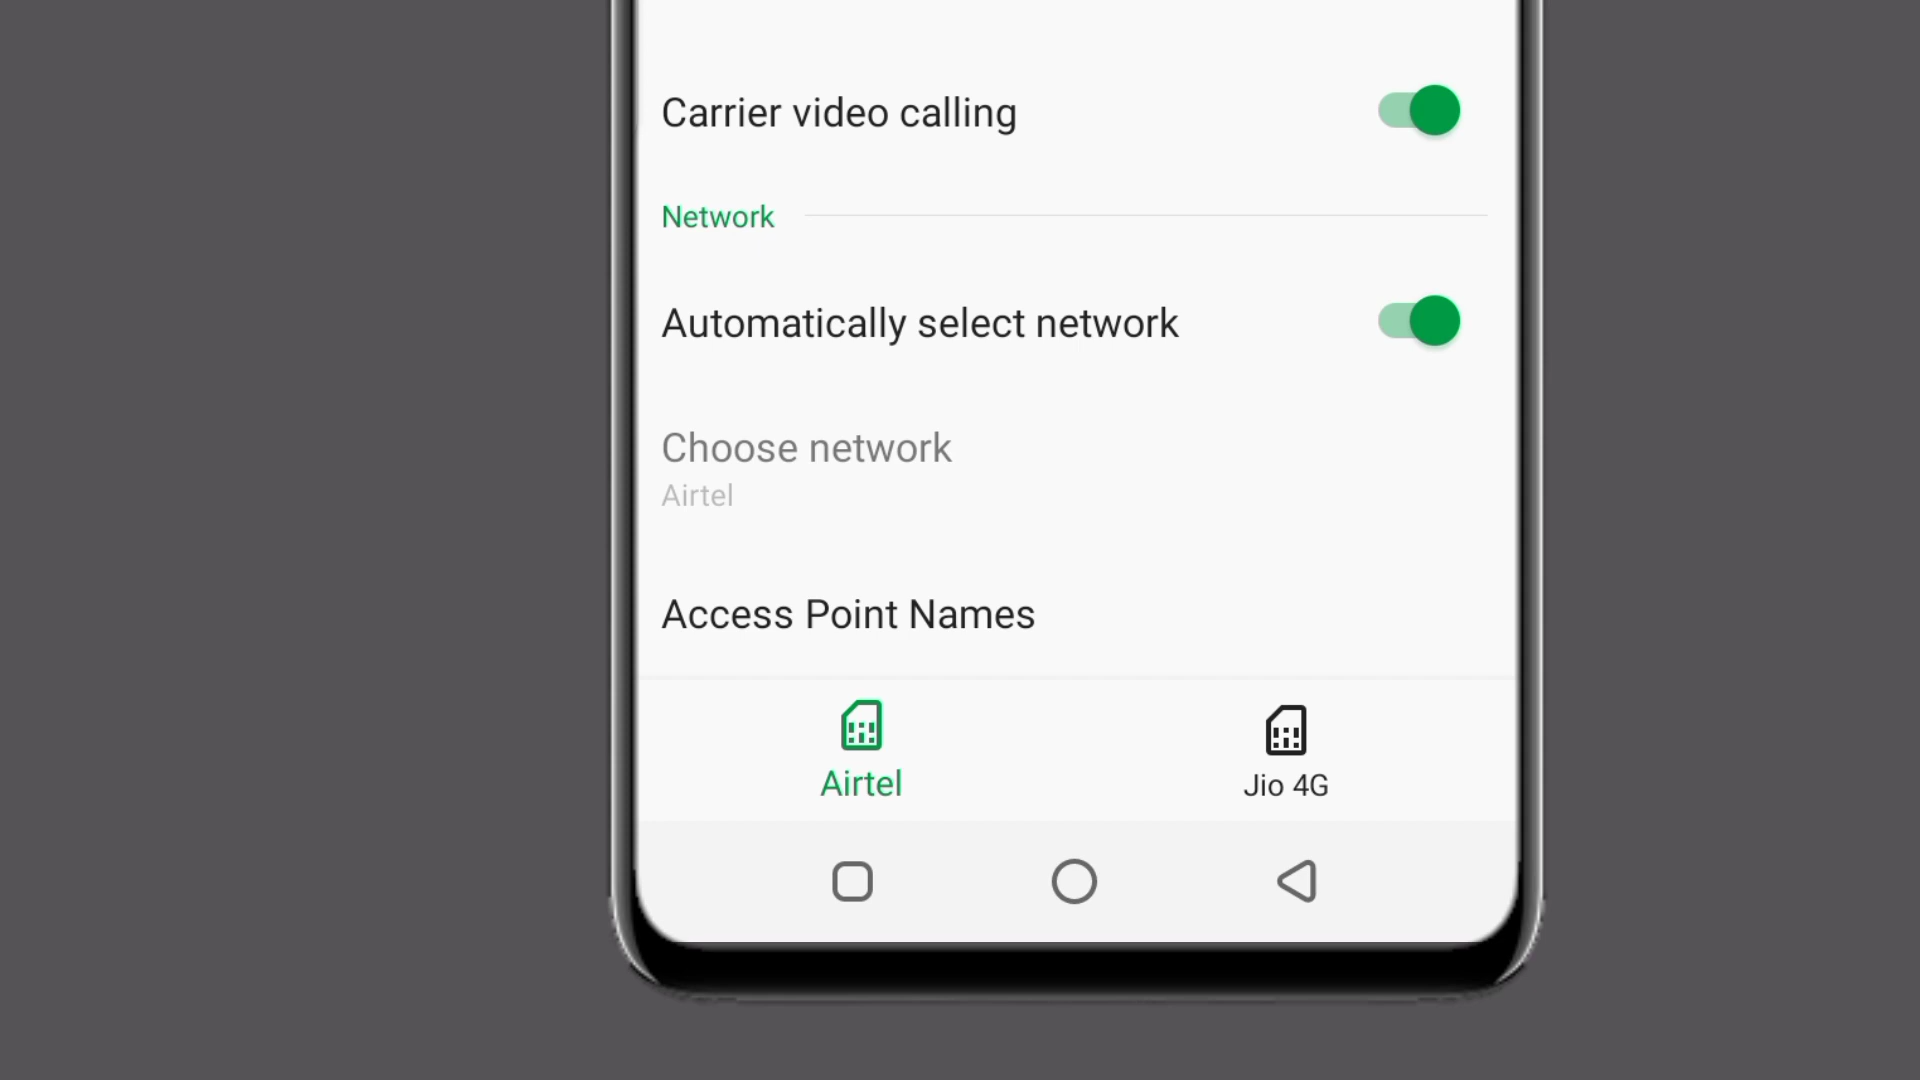 Carrier video calling
Network
Automatically select network
Choose network
Airtel
Access Point Names
Airtel
Jio 4G